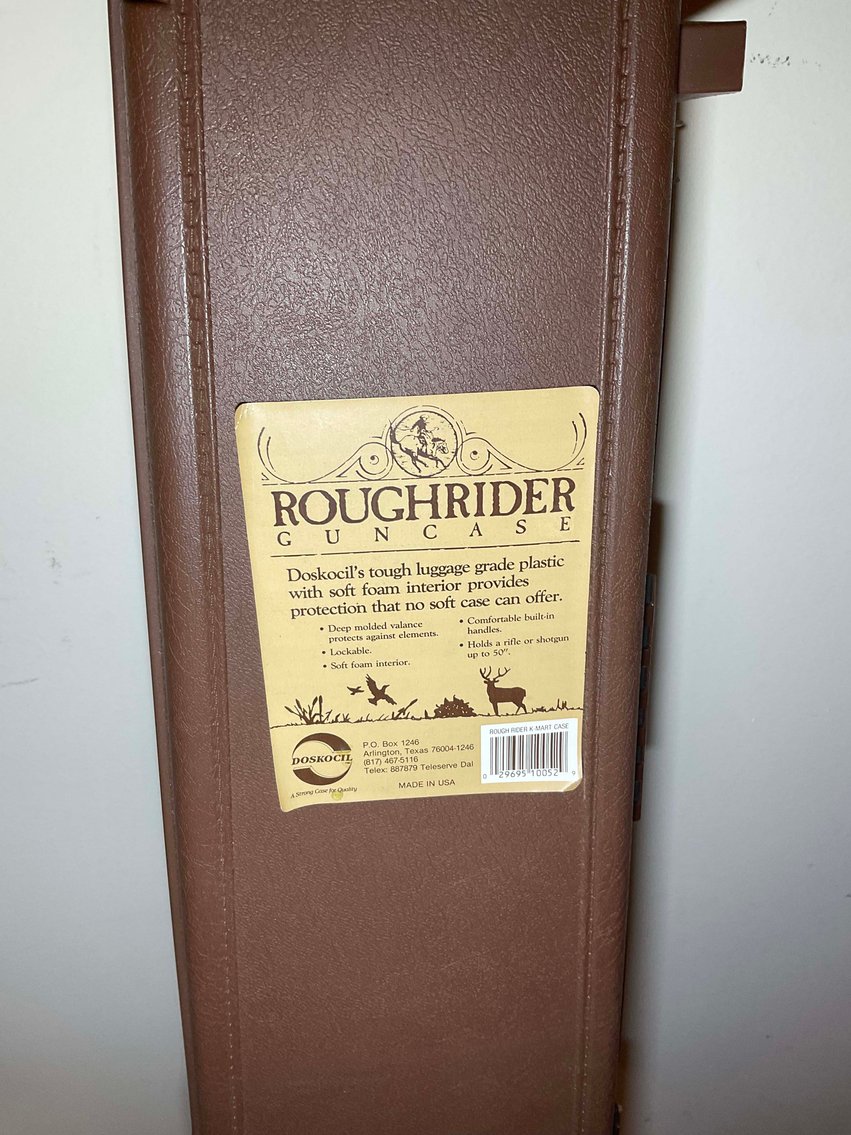 ROUGHRIDER
GUN CASE
Doskocil's tough luggage grade plastic
with soft foam interior provides
protection that no soft case can offer.
• Deep molded valance
protects against elements.
• Lockable.
• Soft foam interior.
• Comfortable built-in
handles.
• Holds a rifle or shotgun
up to 50".
DOSKOCIL
A Strong Case for Quality
P.O. Box 1246
Arlington, Texas 76004-1246
(817) 467-5116
Telex: 887879 Teleserve Dal
MADE IN USA
ROUGH RIDER K-MART CASE
0 29695 10052 9